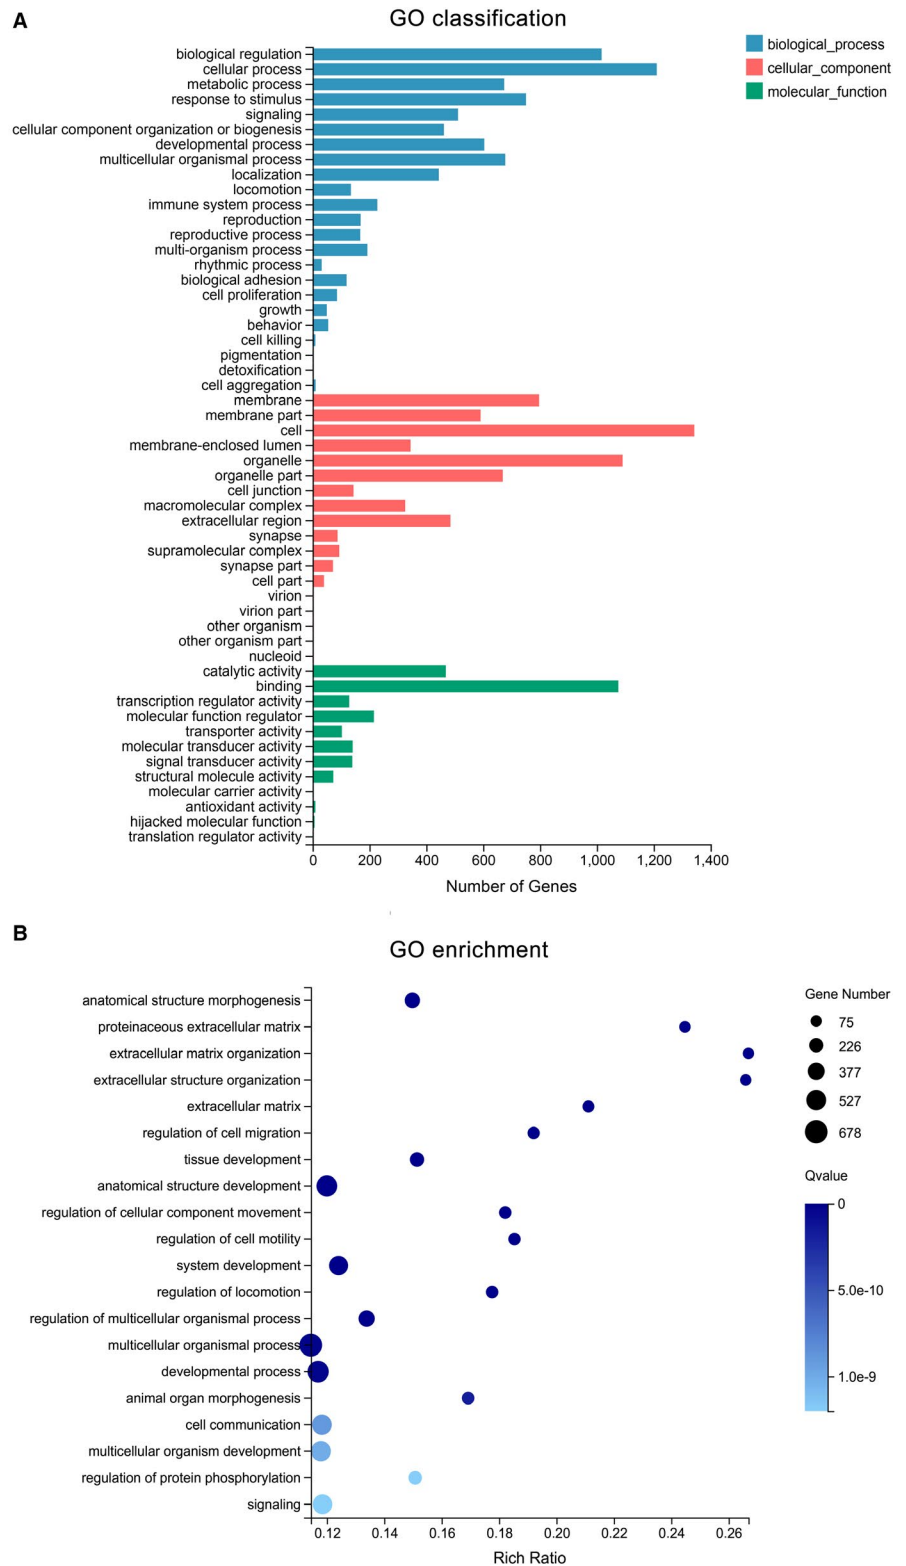 A
GO classification
biological_process
cellular_component
molecular_function
biological regulation
cellular process
metabolic process
response to stimulus
signaling
cellular component organization or biogenesis
developmental process
multicellular organismal process
localization
locomotion
immune system process
reproduction
reproductive process
multi-organism process
rhythmic process
biological adhesion
cell proliferation
growth
behavior
cell killing
pigmentation
detoxification
cell aggregation
membrane
membrane part
cell
membrane-enclosed lumen
organelle
organelle part
cell junction
macromolecular complex
extracellular region
synapse
supramolecular complex
synapse part
cell part
virion
virion part
other organism
other organism part
nucleoid
catalytic activity
binding
transcription regulator activity
molecular function regulator
transporter activity
molecular transducer activity
signal transducer activity
structural molecule activity
molecular carrier activity
antioxidant activity
hijacked molecular function
translation regulator activity
0 200 400 600 800 1,000 1,200 1,400
Number of Genes
B
GO enrichment
anatomical structure morphogenesis
proteinaceous extracellular matrix
extracellular matrix organization
extracellular structure organization
extracellular matrix
regulation of cell migration
tissue development
anatomical structure development
regulation of cellular component movement
regulation of cell motility
system development
regulation of locomotion
regulation of multicellular organismal process
multicellular organismal process
developmental process
animal organ morphogenesis
cell communication
multicellular organism development
regulation of protein phosphorylation
signaling
0.12 0.14 0.16 0.18 0.20 0.22 0.24 0.26
Rich Ratio
Gene Number
75
226
377
527
678
Qvalue
0
5.0e-10
1.0e-9